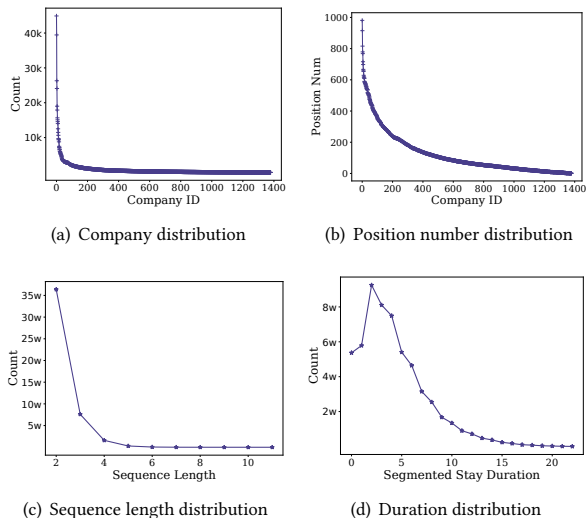 40k
30k
20k
10k
Count
0 200 400 600 800 1000 1200 1400
Company ID
(a) Company distribution
1000
800
600
400
200
0
Position Num
0 200 400 600 800 1000 1200 1400
Company ID
(b) Position number distribution
35w
30w
25w
20w
15w
10w
5w
Count
2 4 6 8 10
Sequence Length
(c) Sequence length distribution
8w
6w
4w
2w
Count
0 5 10 15 20
Segmented Stay Duration
(d) Duration distribution